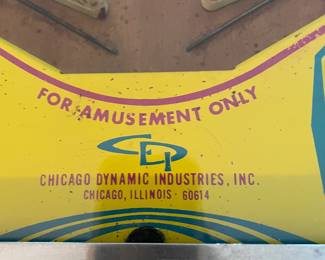 FOR AMUSEMENT ONLY
CDI
CHICAGO DYNAMIC INDUSTRIES, INC.
CHICAGO, ILLINOIS - 60614